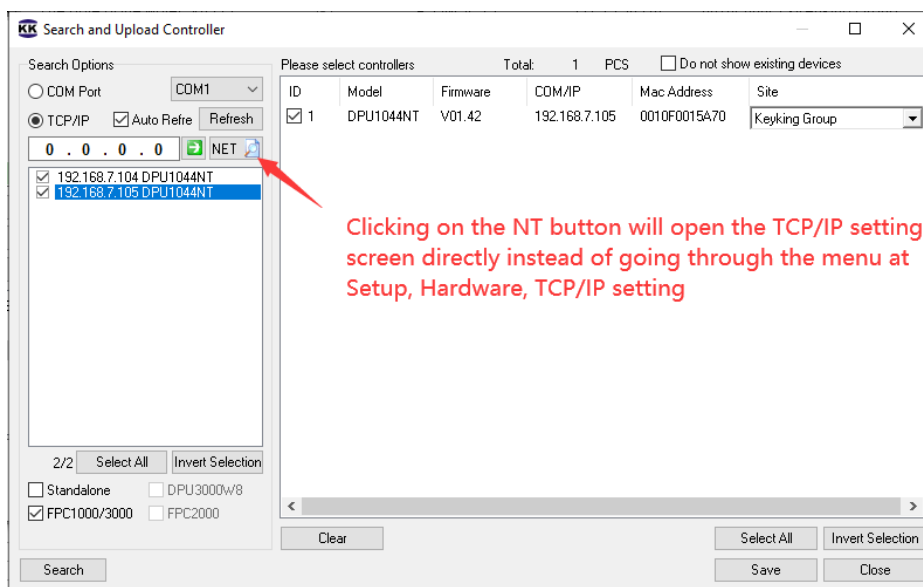 KK Search and Upload Controller
Search Options
COM Port COM1
TCP/IP Auto Refre Refresh
0 . 0 . 0 . 0 NET
192.168.7.104 DPU1044NT
192.168.7.105 DPU1044NT
2/2 Select All Invert Selection
Standalone DPU3000W8
FPC1000/3000 FPC2000
Search
Please select controllers Total: 1 PCS Do not show existing devices
ID Model Firmware COM/IP Mac Address Site
1 DPU1044NT V01.42 192.168.7.105 0010F0015A70 Keyking Group
Clicking on the NT button will open the TCP/IP setting
screen directly instead of going through the menu at
Setup, Hardware, TCP/IP setting
Clear Select All Invert Selection
Save Close